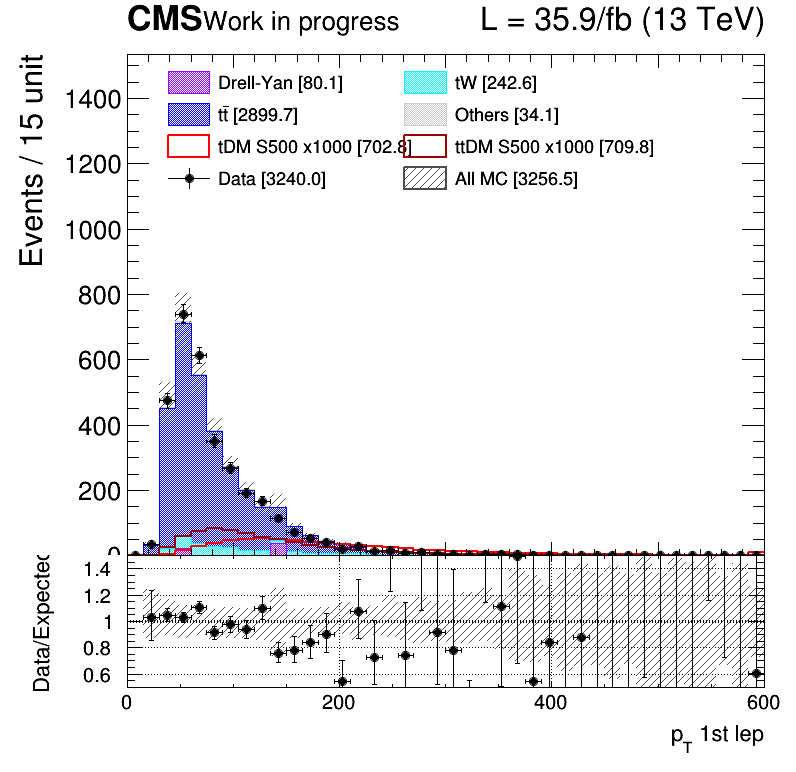 CMS Work in progress L = 35.9/fb (13 TeV)
Events / 15 unit
1400
1200
1000
800
600
400
200
0
Drell-Yan [80.1] tW [242.6]
tt̄ [2899.7] Others [34.1]
tDM S500 x1000 [702.8] ttDM S500 x1000 [709.8]
Data [3240.0] All MC [3256.5]
Data/Expected
1.4
1.2
1
0.8
0.6
0 200 400 600
p_T 1st lep